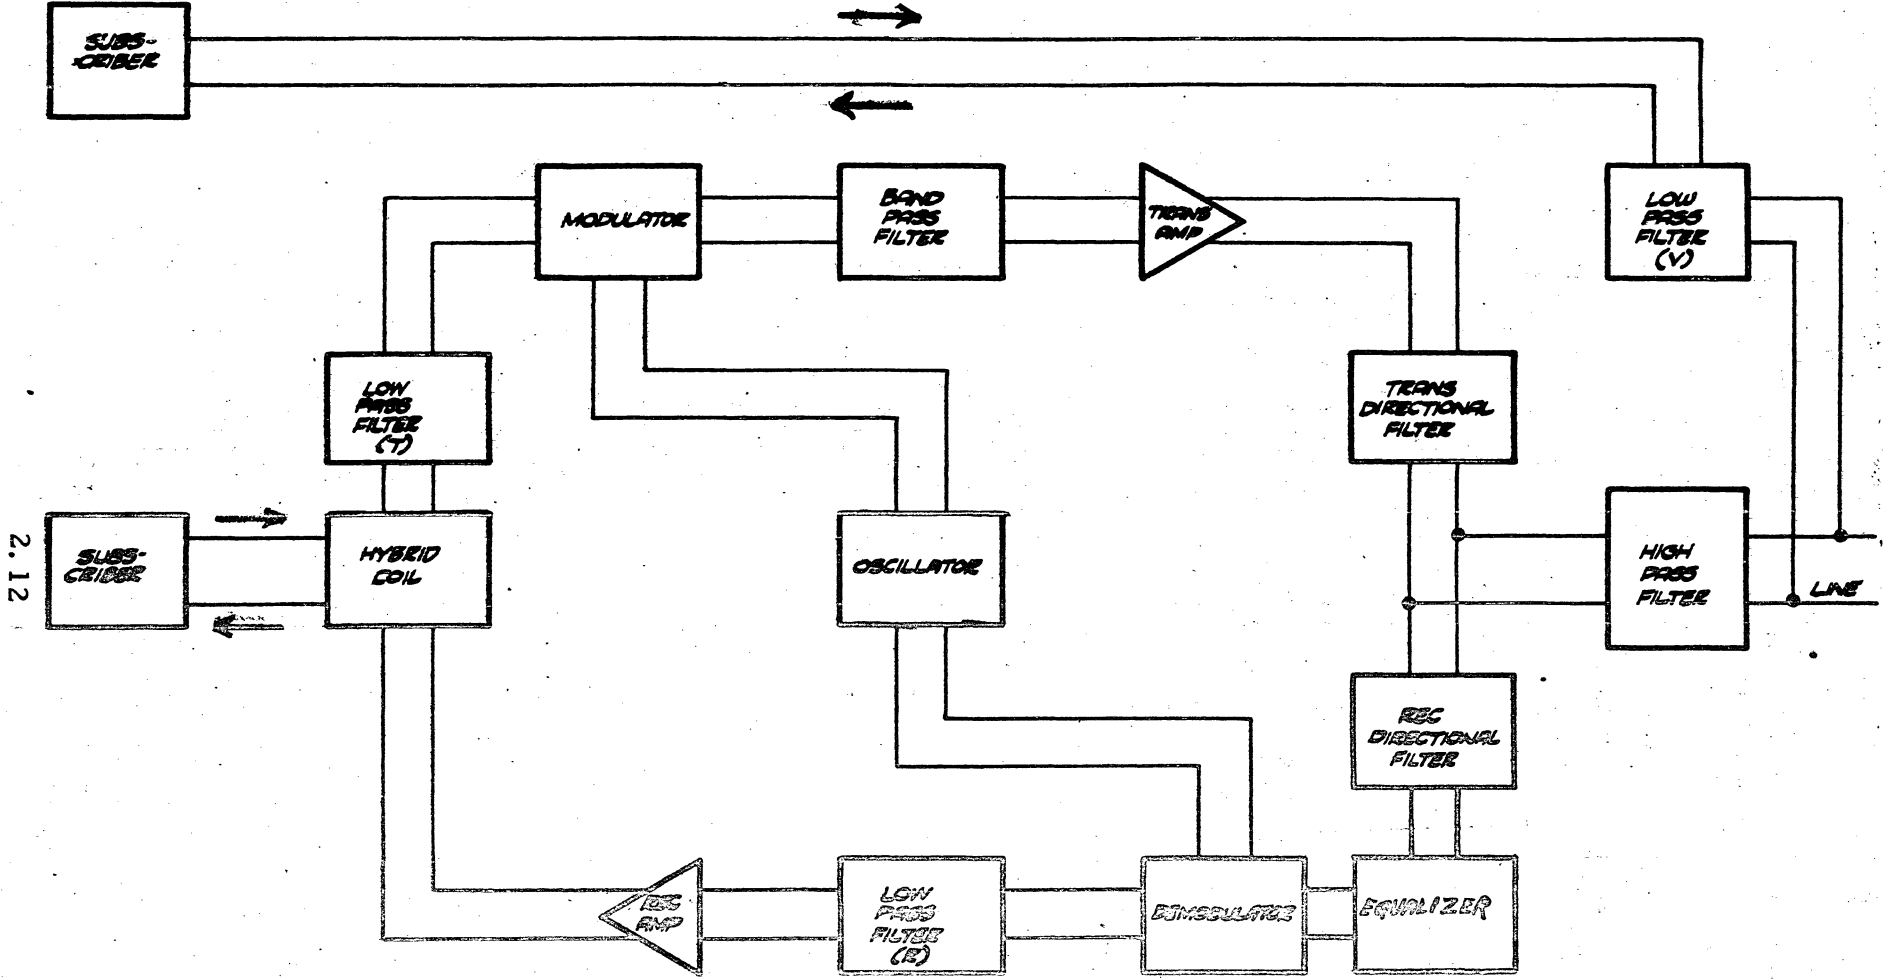 SUBS-
CRIBER
MODULATOR
BAND
PASS
FILTER
TRANS
AMP
LOW
PASS
FILTER
(V)
LOW
PASS
FILTER
(T)
TRANS
DIRECTIONAL
FILTER
SUBS-
CRIBER
HYBRID
COIL
OSCILLATOR
HIGH
PASS
FILTER
LINE
2.12
REC
DIRECTIONAL
FILTER
REC
AMP
LOW
PASS
FILTER
(R)
DEMODULATOR
EQUALIZER